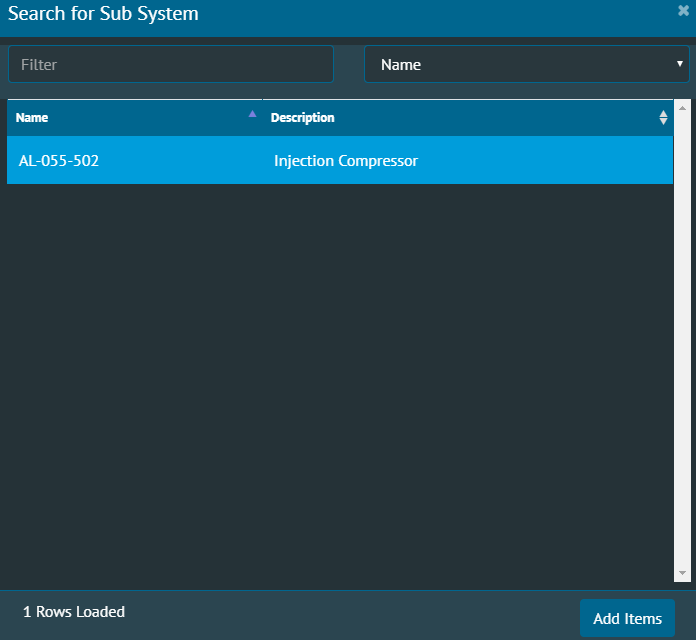 Search for Sub System
Filter
Name
Name Description
AL-055-502 Injection Compressor
1 Rows Loaded
Add Items